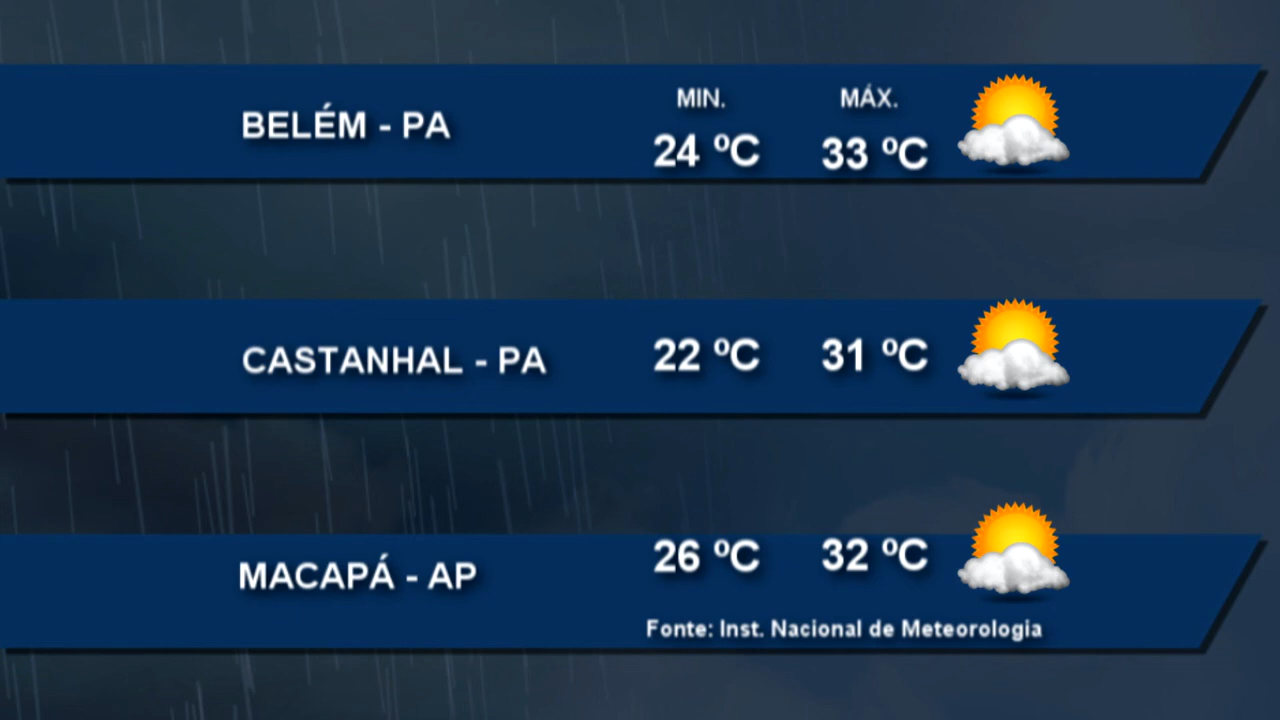 MIN. MÁX.
BELÉM - PA 24 ºC 33 ºC
CASTANHAL - PA 22 ºC 31 ºC
MACAPÁ - AP 26 ºC 32 ºC
Fonte: Inst. Nacional de Meteorologia